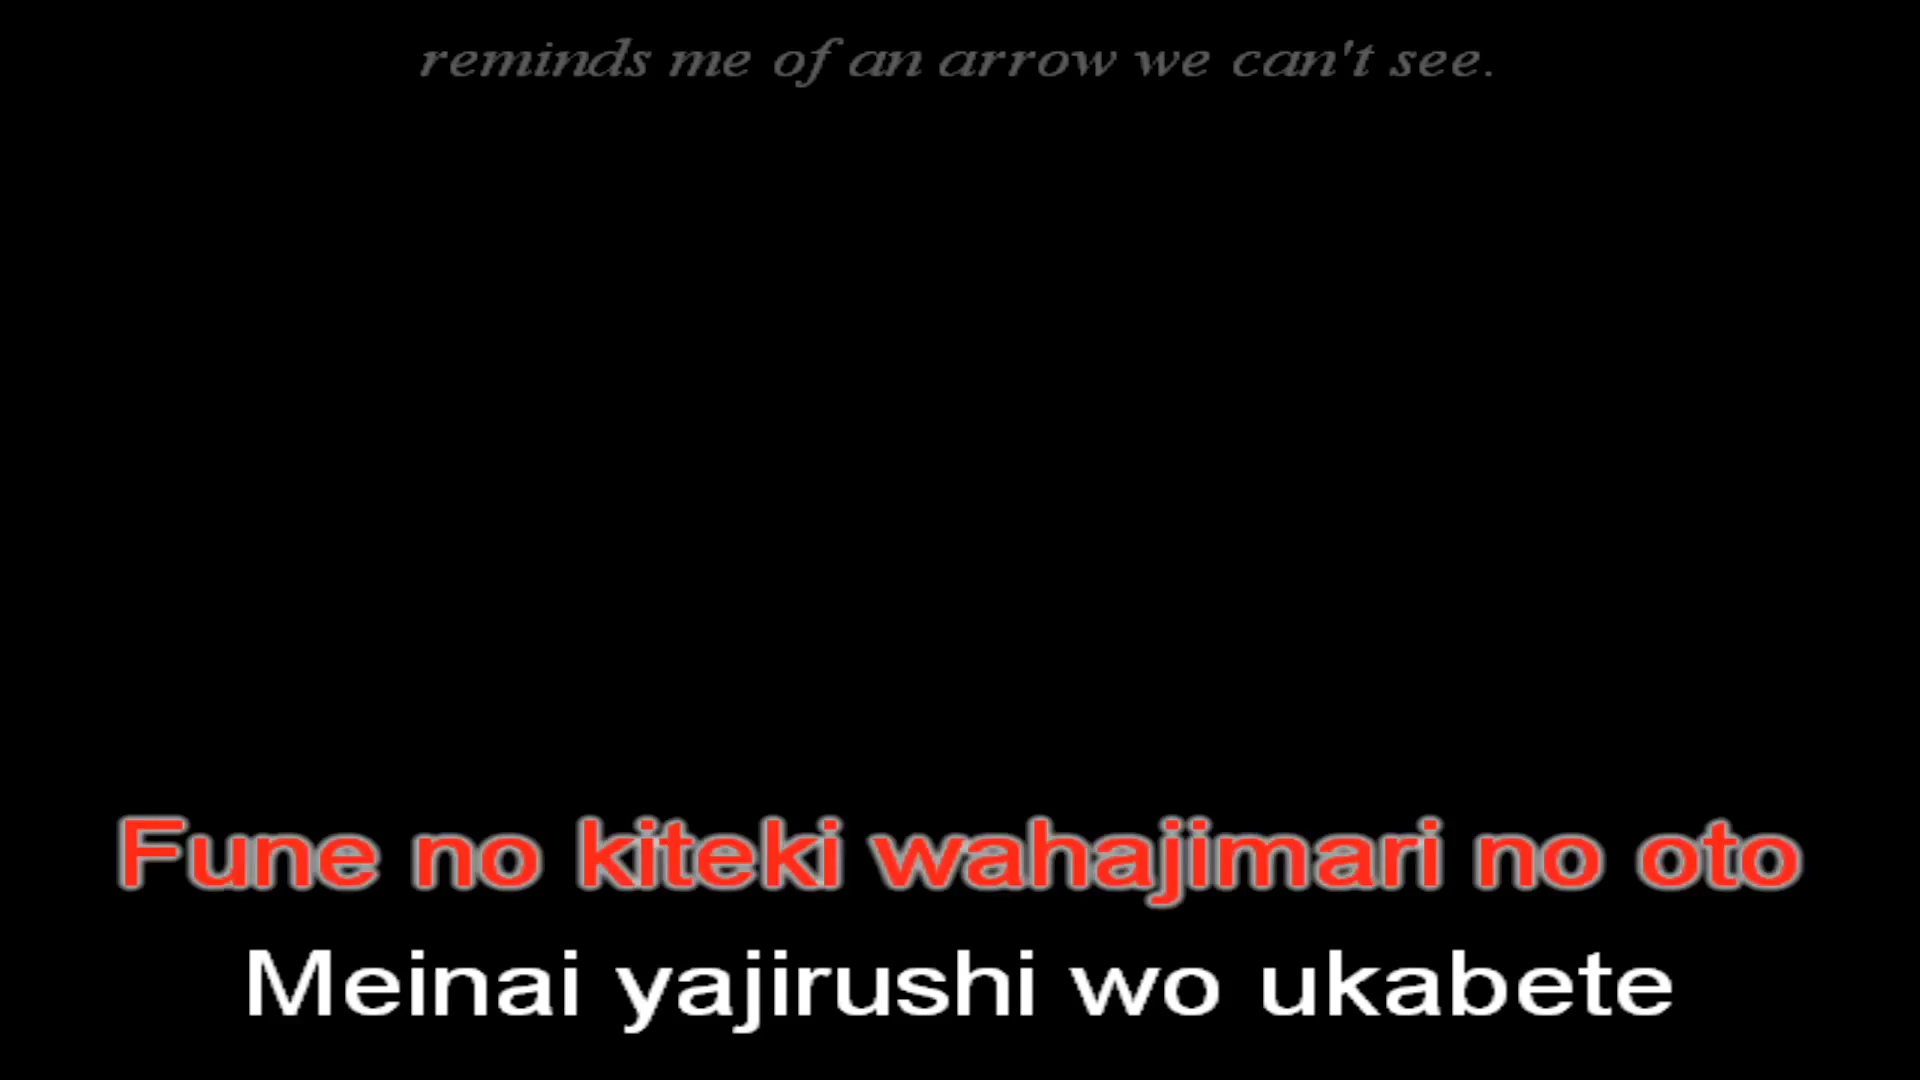 reminds me of an arrow we can't see.
Fune no kiteki wahajimari no oto
Meinai yajirushi wo ukabete